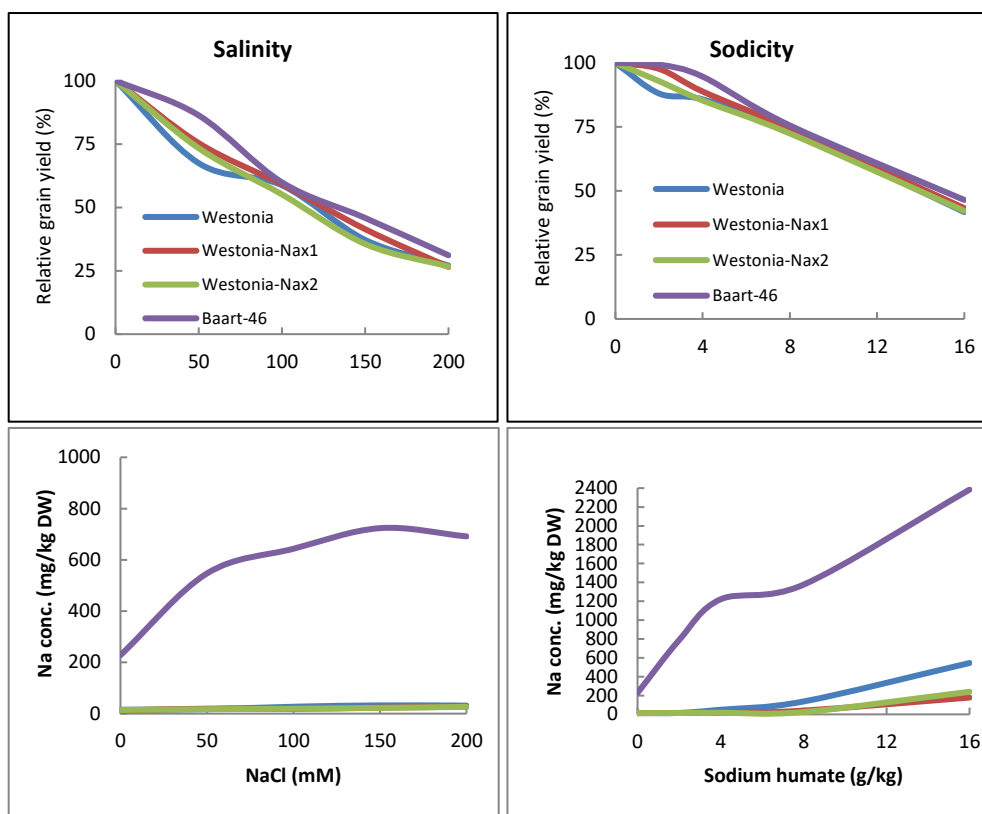 Salinity
Relative grain yield (%)
100
75
50
25
0
Westonia
Westonia-Nax1
Westonia-Nax2
Baart-46
0 50 100 150 200
Sodicity
Relative grain yield (%)
100
75
50
25
0
Westonia
Westonia-Nax1
Westonia-Nax2
Baart-46
0 4 8 12 16
Na conc. (mg/kg DW)
1000
800
600
400
200
0
0 50 100 150 200
NaCl (mM)
Na conc. (mg/kg DW)
2400
2200
2000
1800
1600
1400
1200
1000
800
600
400
200
0
0 4 8 12 16
Sodium humate (g/kg)